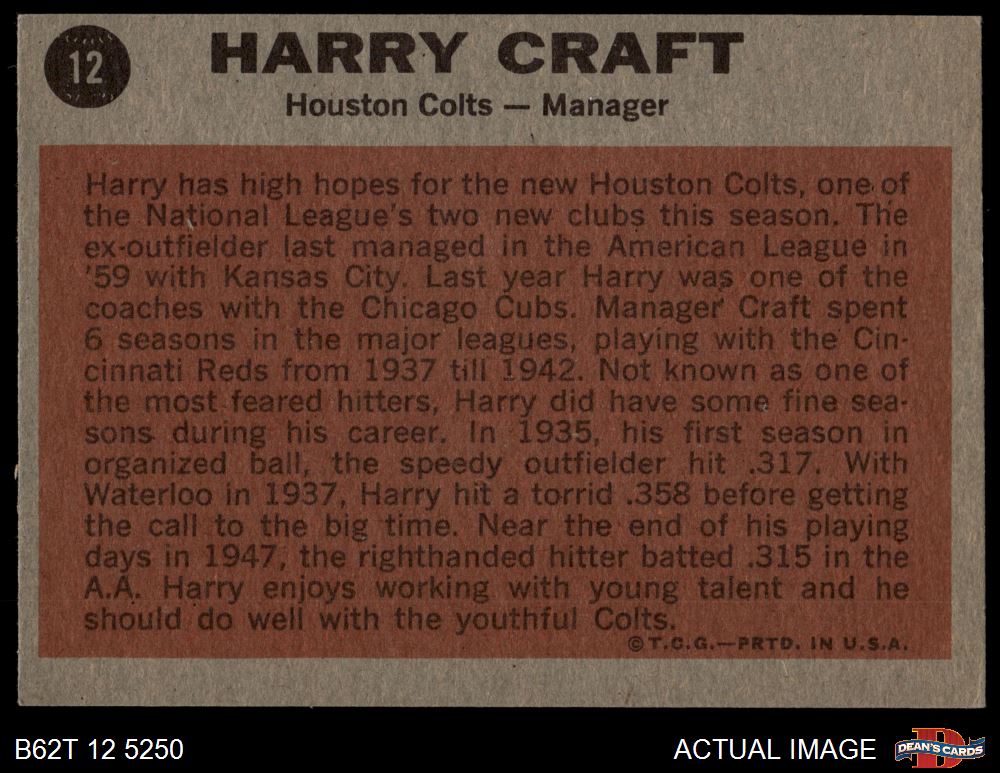 12
HARRY CRAFT
Houston Colts — Manager
Harry has high hopes for the new Houston Colts, one of
the National League's two new clubs this season. The
ex-outfielder last managed in the American League in
'59 with Kansas City. Last year Harry was one of the
coaches with the Chicago Cubs. Manager Craft spent
6 seasons in the major leagues, playing with the Cin-
cinnati Reds from 1937 till 1942. Not known as one of
the most feared hitters, Harry did have some fine sea-
sons during his career. In 1935, his first season in
organized ball, the speedy outfielder hit .317. With
Waterloo in 1937, Harry hit a torrid .358 before getting
the call to the big time. Near the end of his playing
days in 1947, the righthanded hitter batted .315 in the
A.A. Harry enjoys working with young talent and he
should do well with the youthful Colts.
©T.C.G.—PRTD. IN U.S.A.
B62T 12 5250
ACTUAL IMAGE
D
DEAN'S CARDS